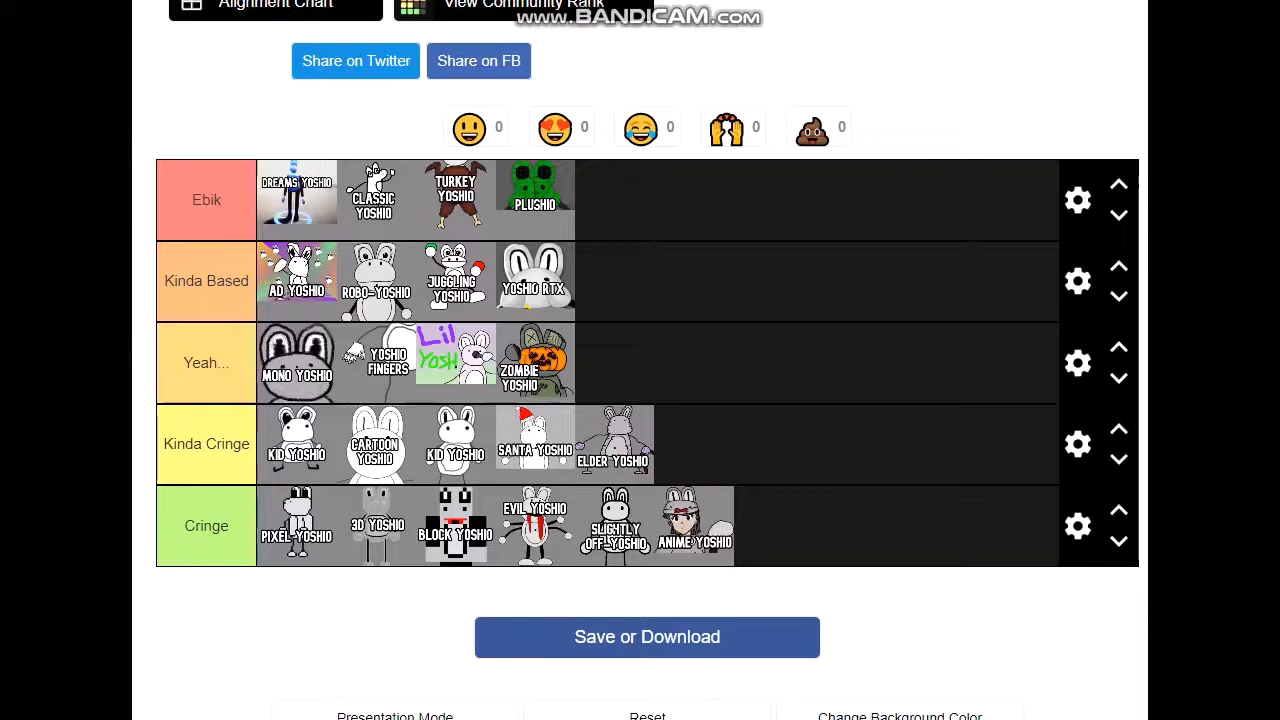 Alignment Chart
View Community Rank
www.BANDICAM.com
Share on Twitter
Share on FB
0
0
0
0
0
Ebik
DREAMS YOSHIO
CLASSIC
YOSHIO
TURKEY
YOSHIO
PLUSHIO
Kinda Based
AD YOSHIO
ROBO-YOSHIO
JUGGLING
YOSHIO
YOSHIO RTX
Yeah...
MONO YOSHIO
YOSHIO
FINGERS
Lil
YOSH
ZOMBIE
YOSHIO
Kinda Cringe
KID YOSHIO
CARTOON
YOSHIO
KID YOSHIO
SANTA YOSHIO
ELDER YOSHIO
Cringe
PIXEL-YOSHIO
3D YOSHIO
BLOCK YOSHIO
EVIL YOSHIO
SLIGHTLY
OFF-YOSHIO
ANIME YOSHIO
Save or Download
Presentation Mode
Reset
Change Background Color